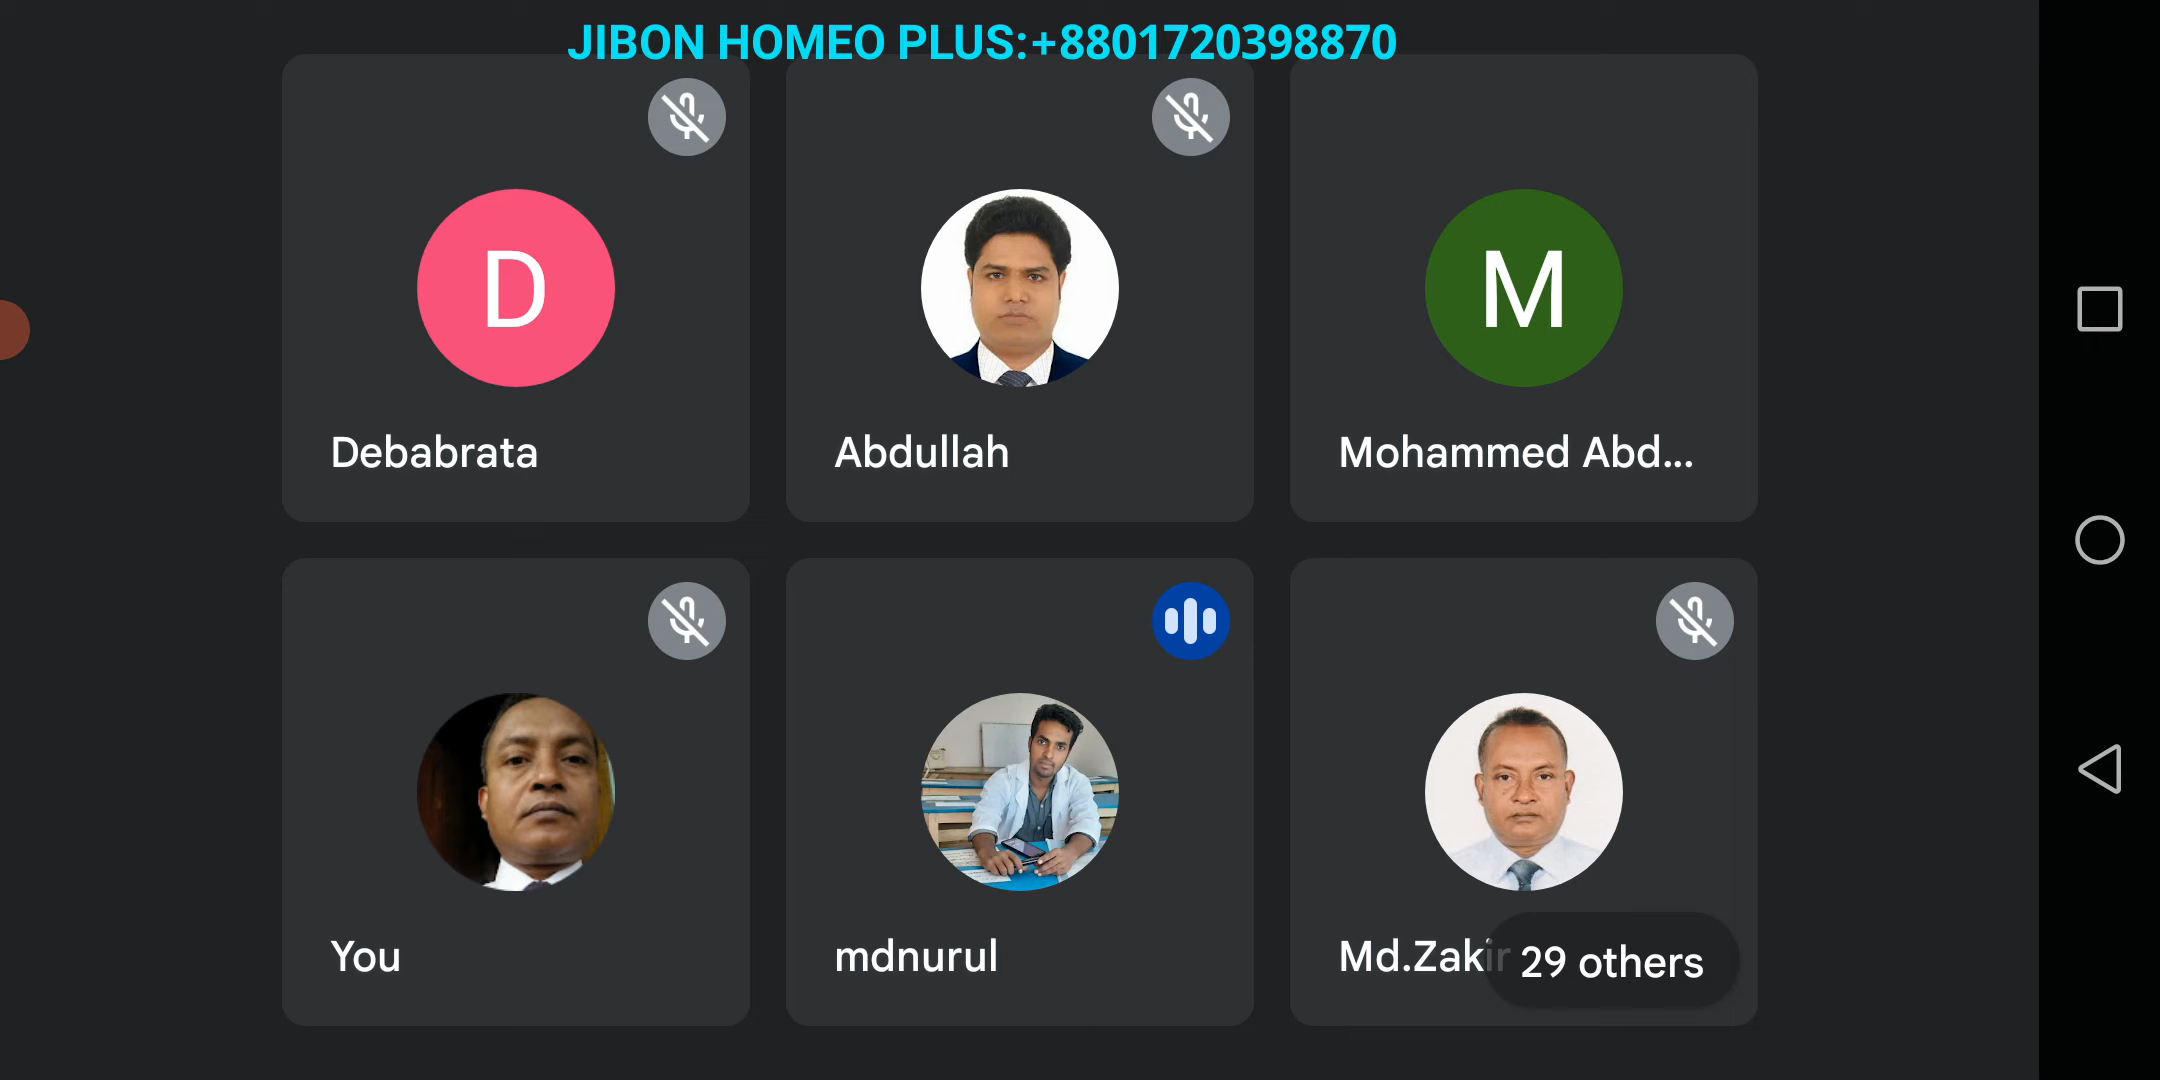 JIBON HOMEO PLUS:+8801720398870
D
M
Debabrata
Abdullah
Mohammed Abd...
You
mdnurul
Md.Zakir
29 others